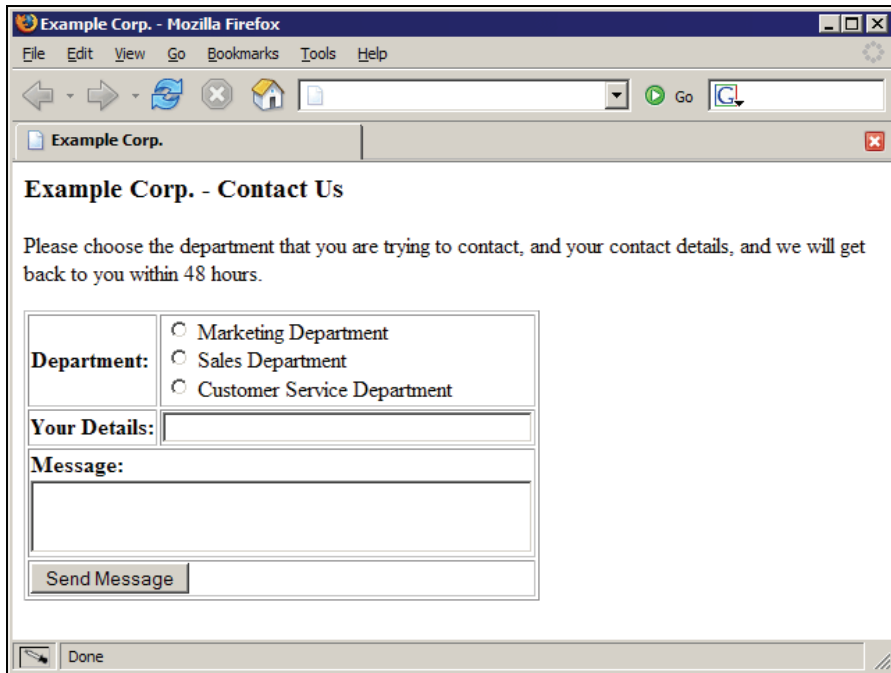 Example Corp. - Mozilla Firefox
File Edit View Go Bookmarks Tools Help
Go G
Example Corp.
Example Corp. - Contact Us
Please choose the department that you are trying to contact, and your contact details, and we will get
back to you within 48 hours.
Department:
Marketing Department
Sales Department
Customer Service Department
Your Details:
Message:
Send Message
Done